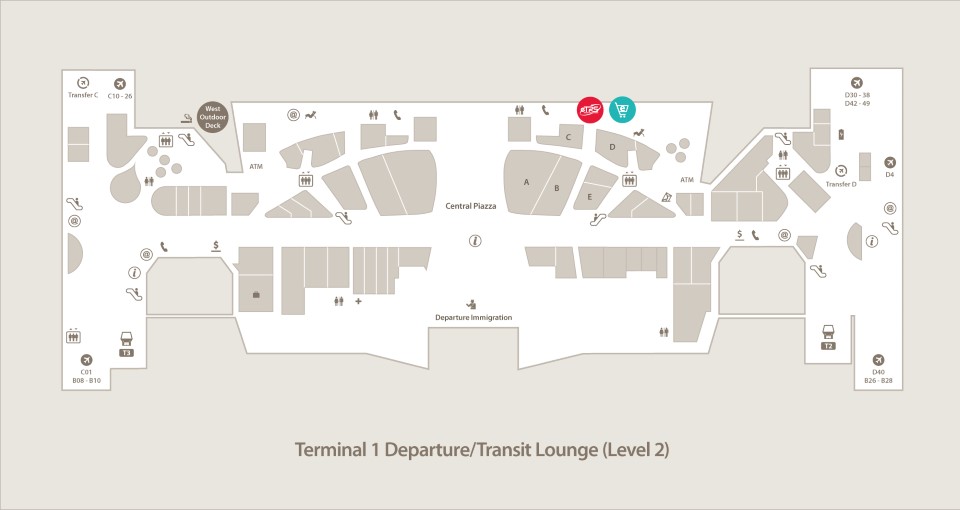 Transfer C
C10 - 26
West
Outdoor
Deck
@
D30 - 38
D42 - 49
C
D
ATM
ATM
Transfer D
D4
A
B
E
@
Central Piazza
@
@
$
$
@
@
i
i
i
Departure Immigration
T3
T2
C01
B08 - B10
D40
B26 - B28
Terminal 1 Departure/Transit Lounge (Level 2)